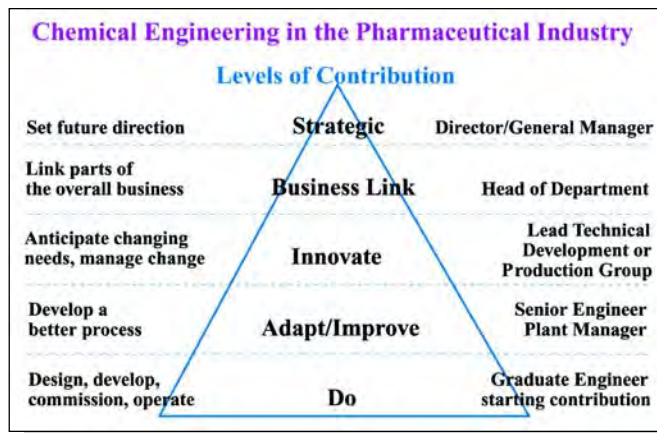 Chemical Engineering in the Pharmaceutical Industry
Levels of Contribution
Set future direction
Strategic
Director/General Manager
Link parts of
the overall business
Business Link
Head of Department
Anticipate changing
needs, manage change
Innovate
Lead Technical
Development or
Production Group
Develop a
better process
Adapt/Improve
Senior Engineer
Plant Manager
Design, develop,
commission, operate
Do
Graduate Engineer
starting contribution